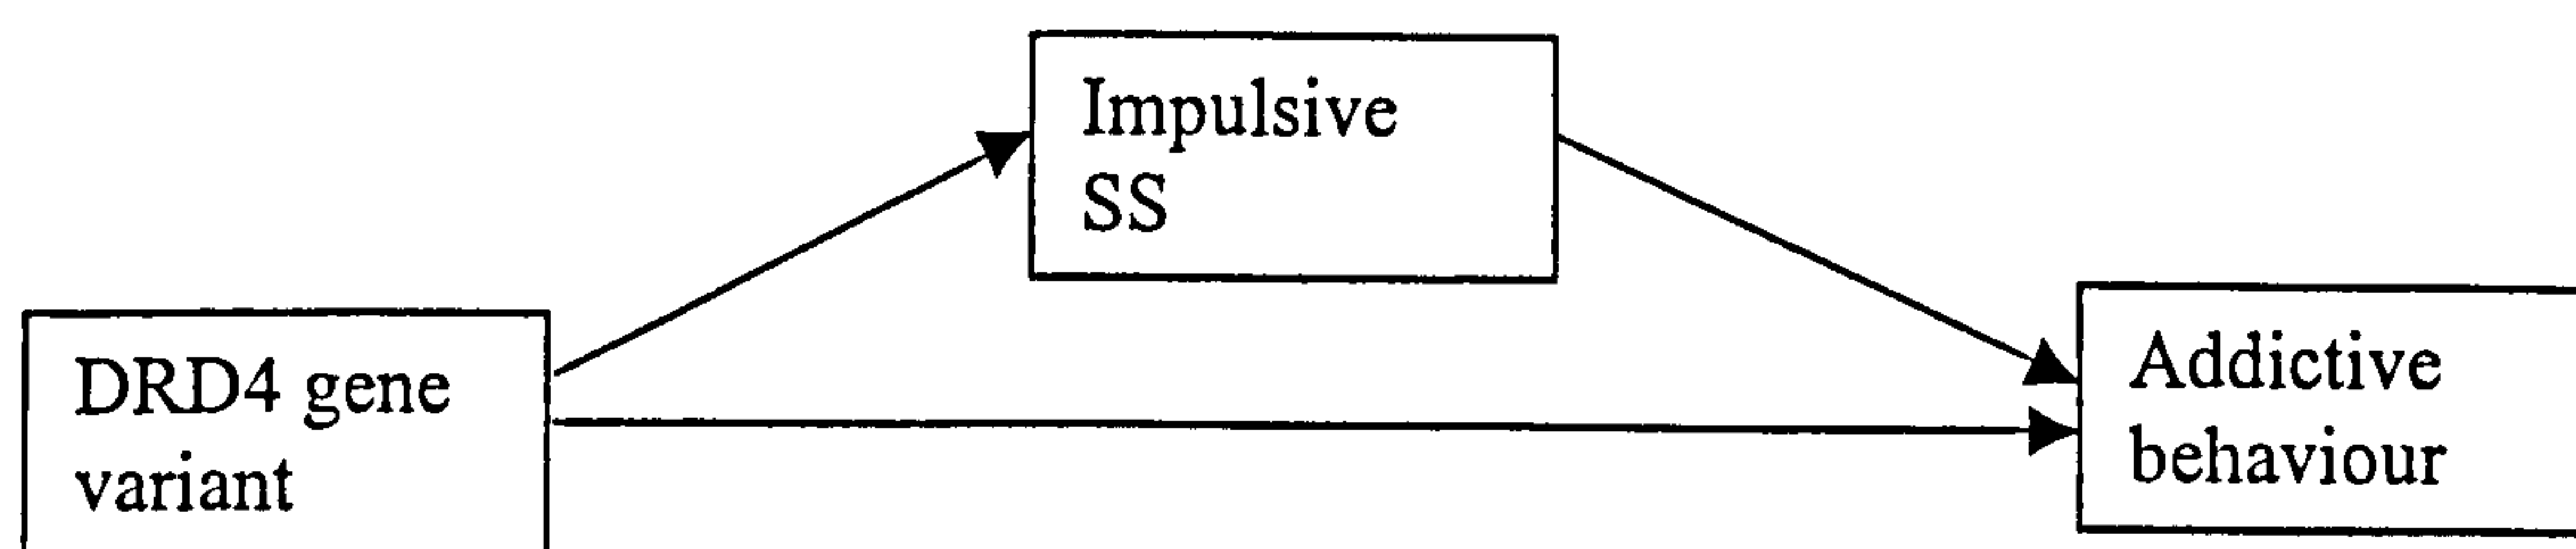 Impulsive
SS
DRD4 gene
variant
Addictive
behaviour